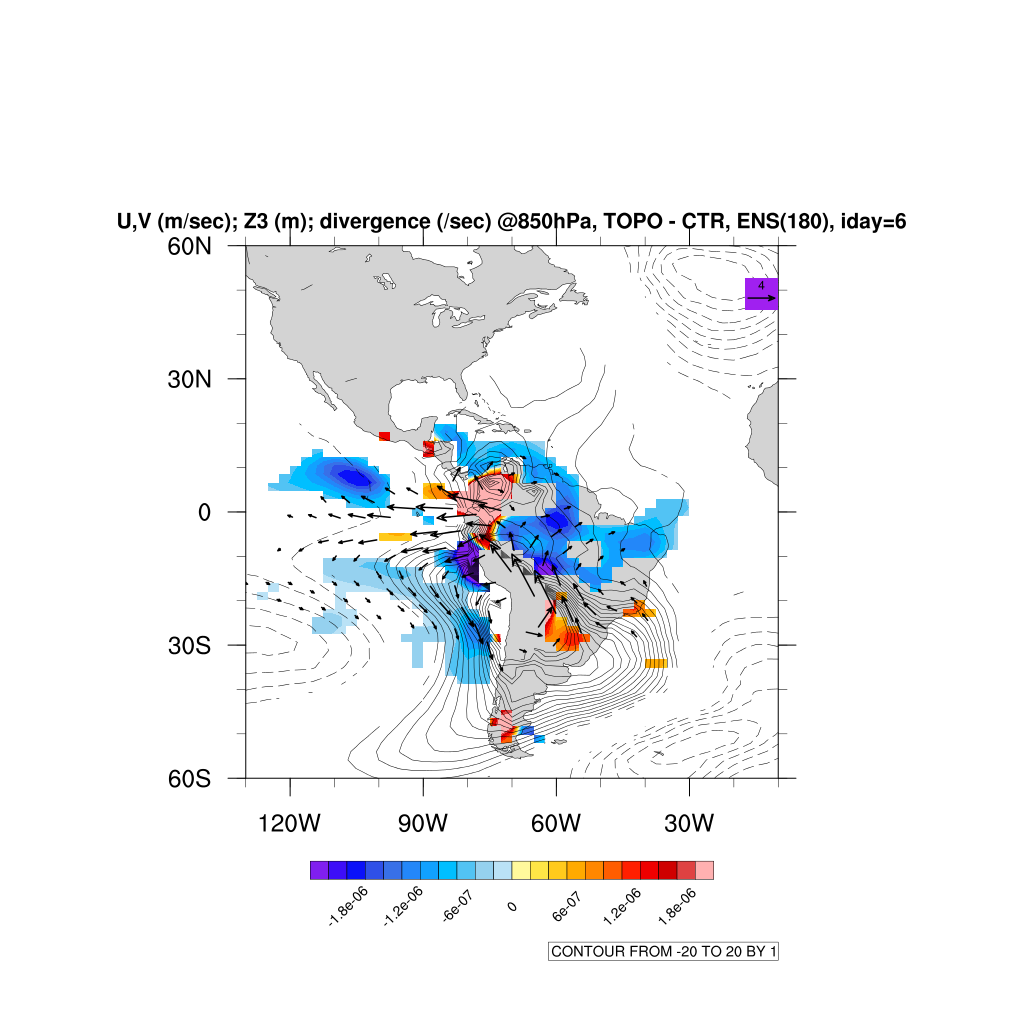 U,V (m/sec); Z3 (m); divergence (/sec) @850hPa, TOPO - CTR, ENS(180), iday=6
60N
4
30N
0
30S
60S
120W 90W 60W 30W
-1.8e-06 -1.2e-06 -6e-07 0 6e-07 1.2e-06 1.8e-06
CONTOUR FROM -20 TO 20 BY 1